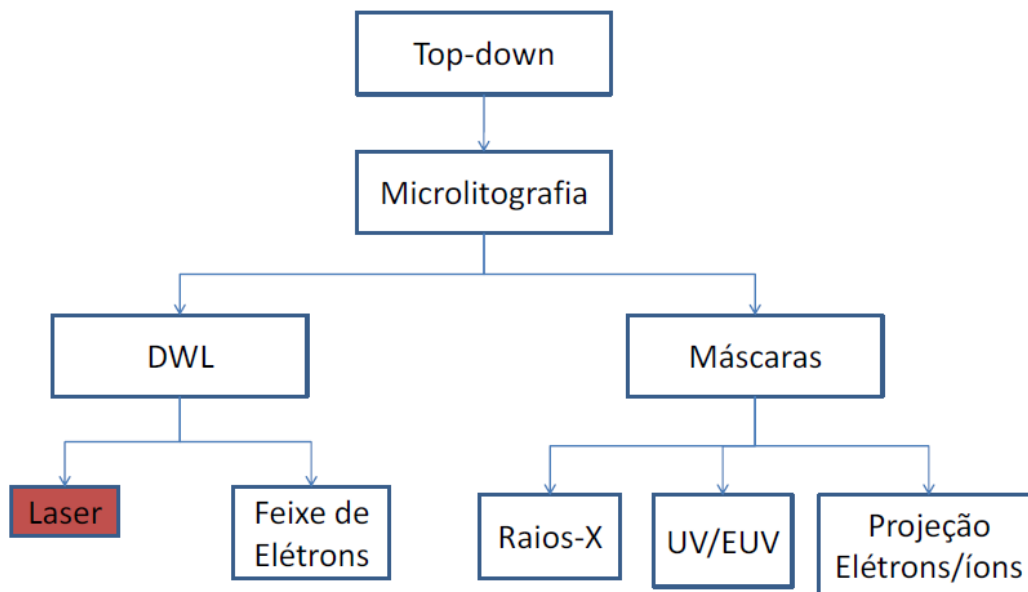 Top-down
Microlitografia
DWL
Máscaras
Laser
Feixe de
Elétrons
Raios-X
UV/EUV
Projeção
Elétrons/íons